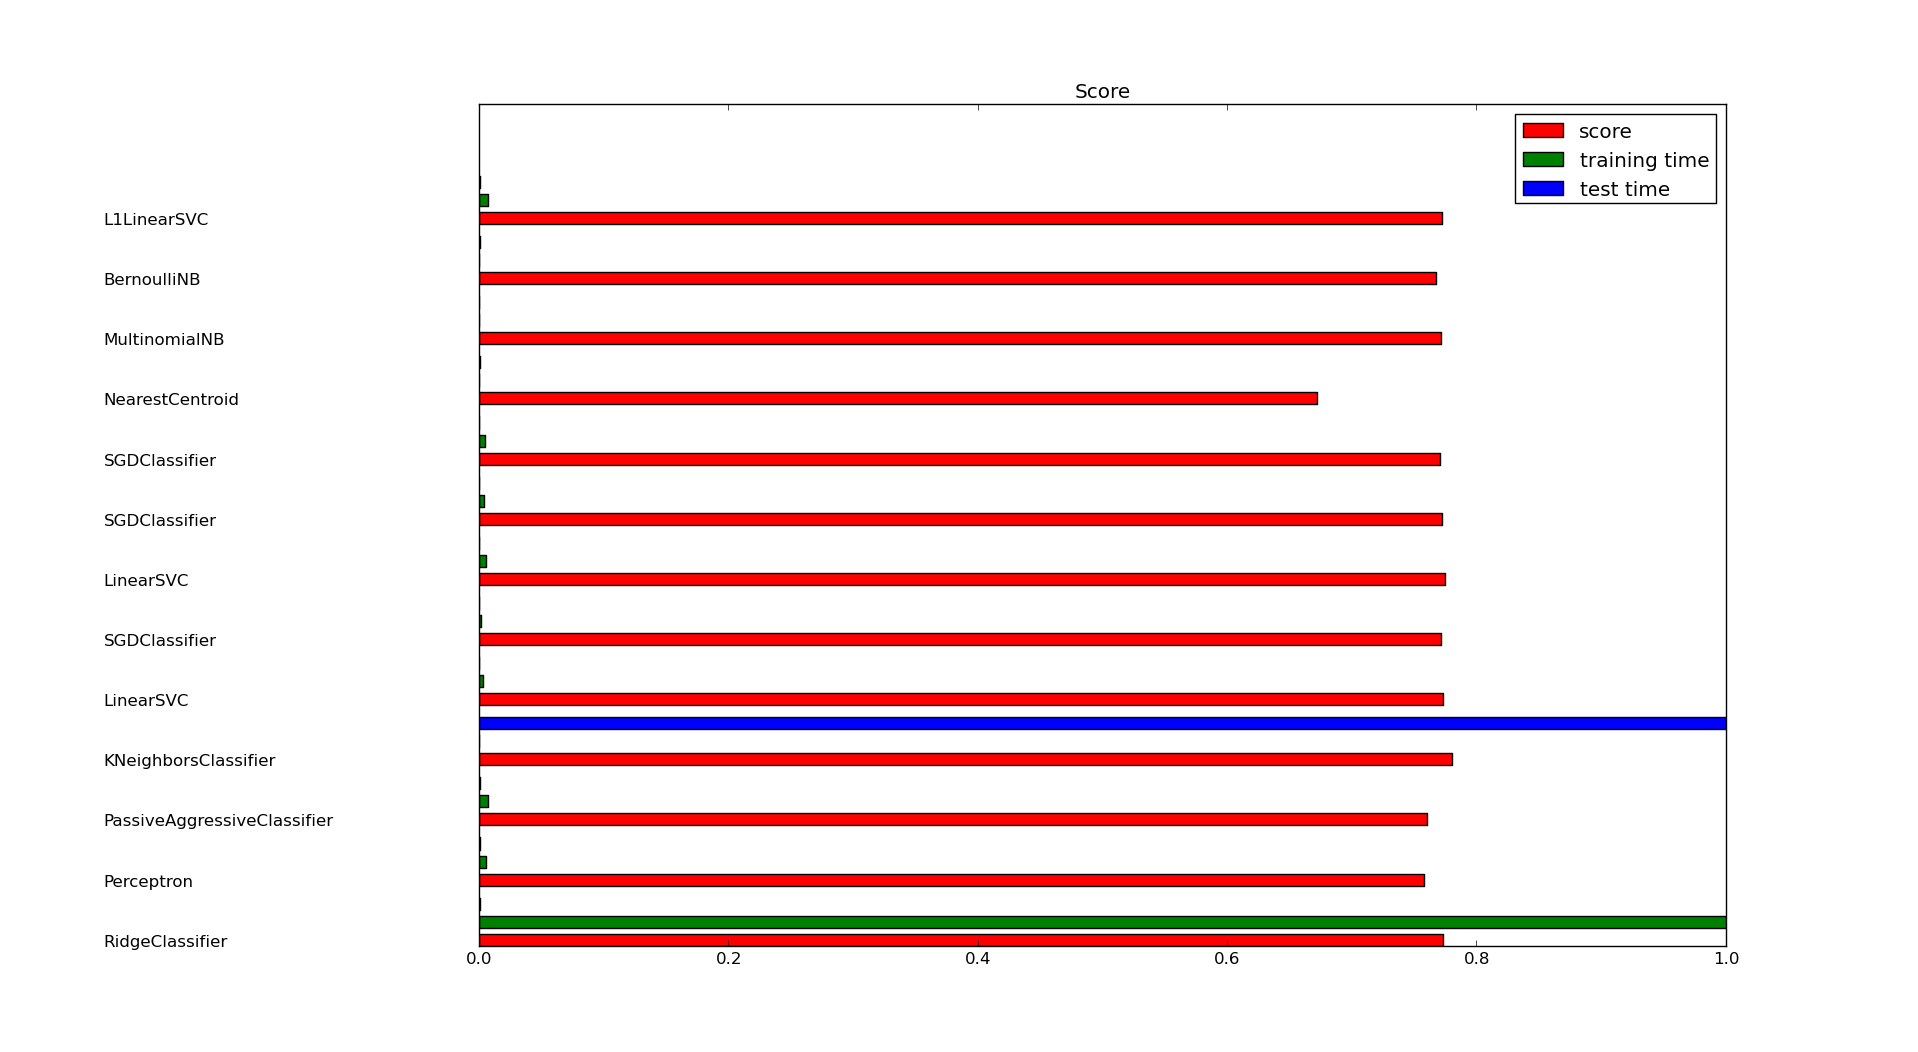 Score
score
training time
test time
L1LinearSVC
BernoulliNB
MultinomialNB
NearestCentroid
SGDClassifier
SGDClassifier
LinearSVC
SGDClassifier
LinearSVC
KNeighborsClassifier
PassiveAggressiveClassifier
Perceptron
RidgeClassifier
0.0 0.2 0.4 0.6 0.8 1.0